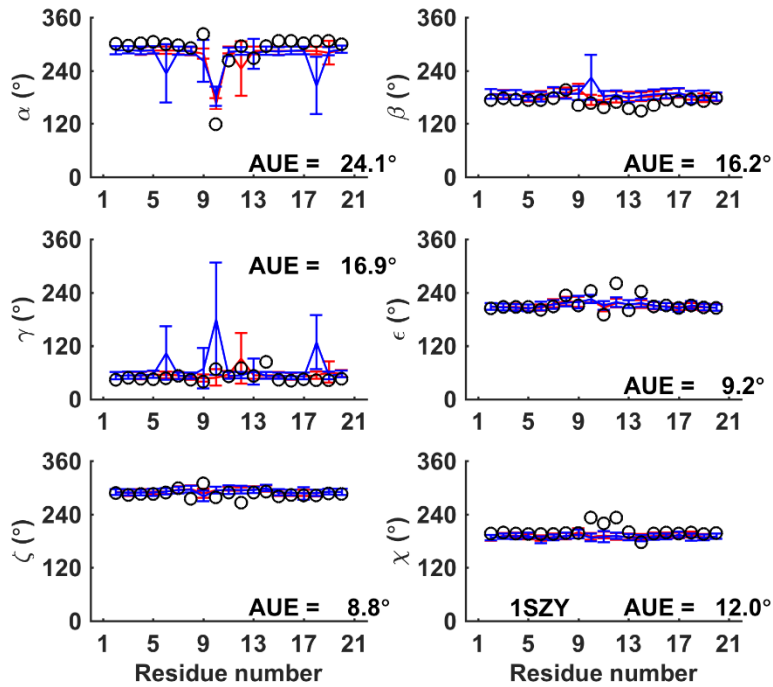 360
240
120
0
α (°)
AUE = 24.1°
1 5 9 13 17 21
360
240
120
0
β (°)
AUE = 16.2°
1 5 9 13 17 21
360
240
120
0
γ (°)
AUE = 16.9°
1 5 9 13 17 21
360
240
120
0
ϵ (°)
AUE = 9.2°
1 5 9 13 17 21
360
240
120
0
ζ (°)
AUE = 8.8°
1 5 9 13 17 21
Residue number
360
240
120
0
χ (°)
1SZY AUE = 12.0°
1 5 9 13 17 21
Residue number